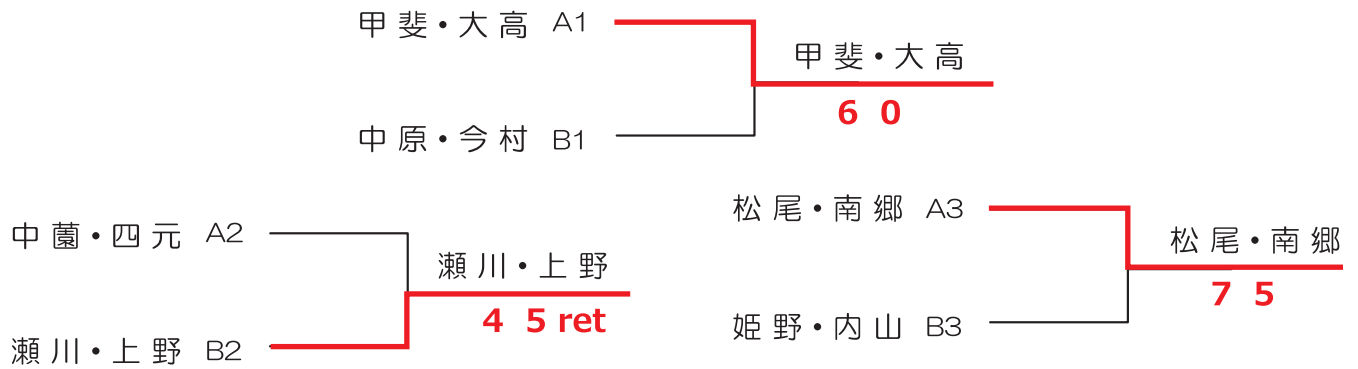 甲斐・大高 A1
甲斐・大高
6 0
中原・今村 B1
中薗・四元 A2
瀬川・上野
4 5 ret
瀬川・上野 B2
松尾・南郷 A3
松尾・南郷
7 5
姫野・内山 B3